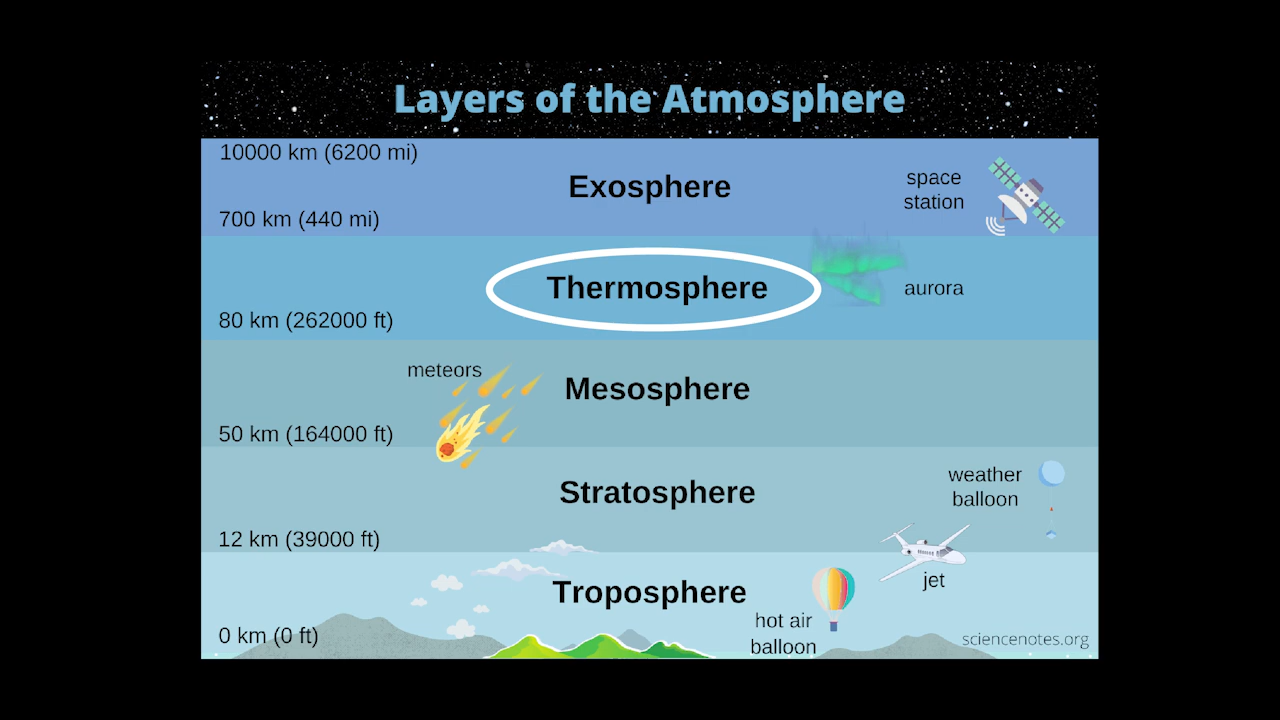 Layers of the Atmosphere
10000 km (6200 mi)
Exosphere
space
station
700 km (440 mi)
Thermosphere
aurora
80 km (262000 ft)
meteors
Mesosphere
50 km (164000 ft)
weather
balloon
Stratosphere
12 km (39000 ft)
jet
Troposphere
hot air
balloon
0 km (0 ft)
sciencenotes.org